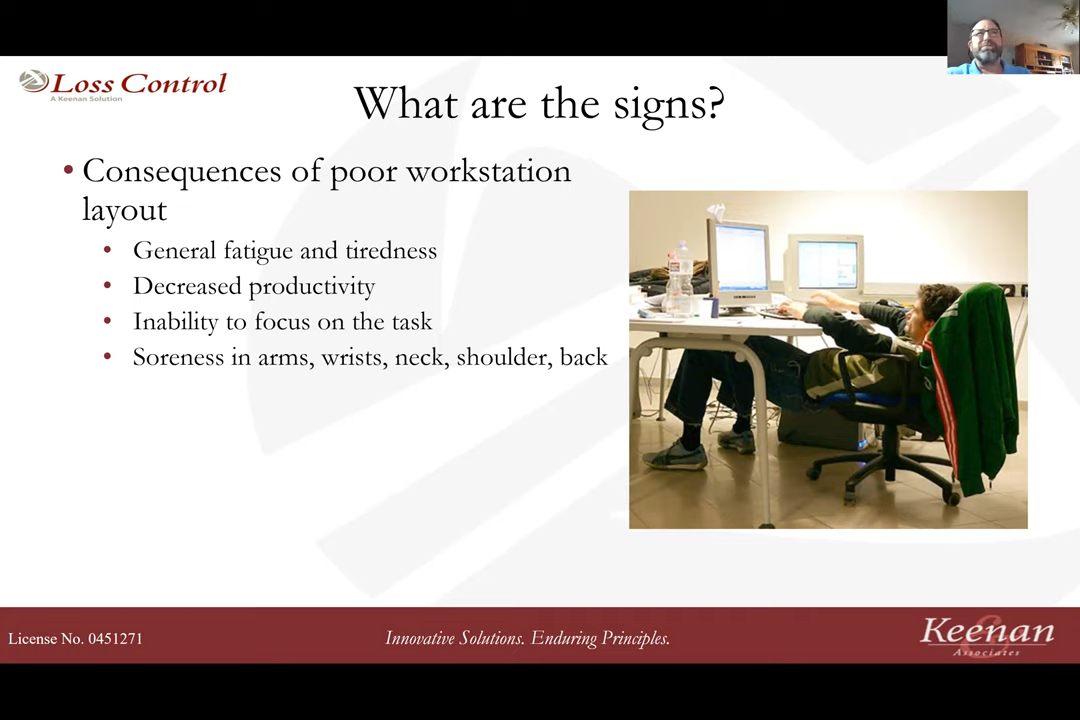 Loss Control
A Keenan Solution
What are the signs?
• Consequences of poor workstation
layout
• General fatigue and tiredness
• Decreased productivity
• Inability to focus on the task
• Soreness in arms, wrists, neck, shoulder, back
License No. 0451271
Innovative Solutions. Enduring Principles.
Keenan
& Associates